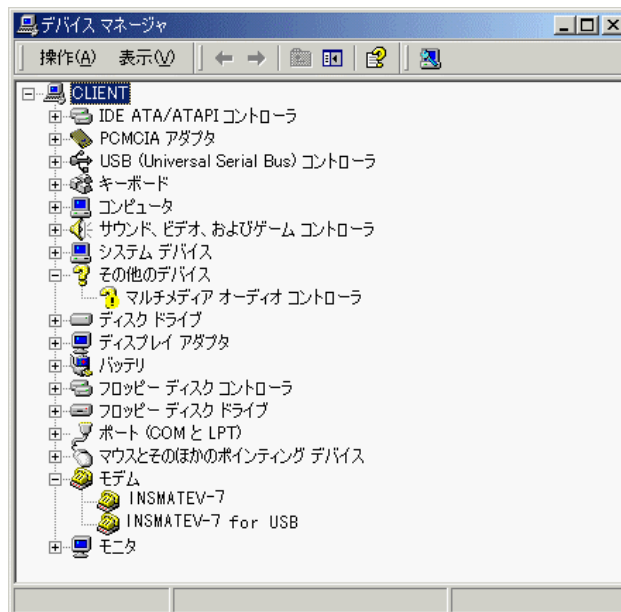 デバイス マネージャ
操作(A) 表示(V)
CLIENT
IDE ATA/ATAPI コントローラ
PCMCIA アダプタ
USB (Universal Serial Bus) コントローラ
キーボード
コンピュータ
サウンド、ビデオ、およびゲーム コントローラ
システム デバイス
その他のデバイス
マルチメディア オーディオ コントローラ
ディスク ドライブ
ディスプレイ アダプタ
バッテリ
フロッピー ディスク コントローラ
フロッピー ディスク ドライブ
ポート (COM と LPT)
マウスとそのほかのポインティング デバイス
モデム
INSMATEV-7
INSMATEV-7 for USB
モニタ